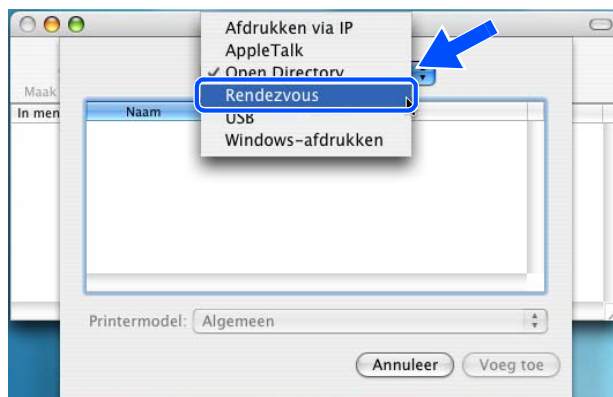 Afdrukken via IP
AppleTalk
✓ Open Directory
Rendezvous
USB
Windows-afdrukken
Maak
In men
Naam
Printermodel: Algemeen
Annuleer Voeg toe